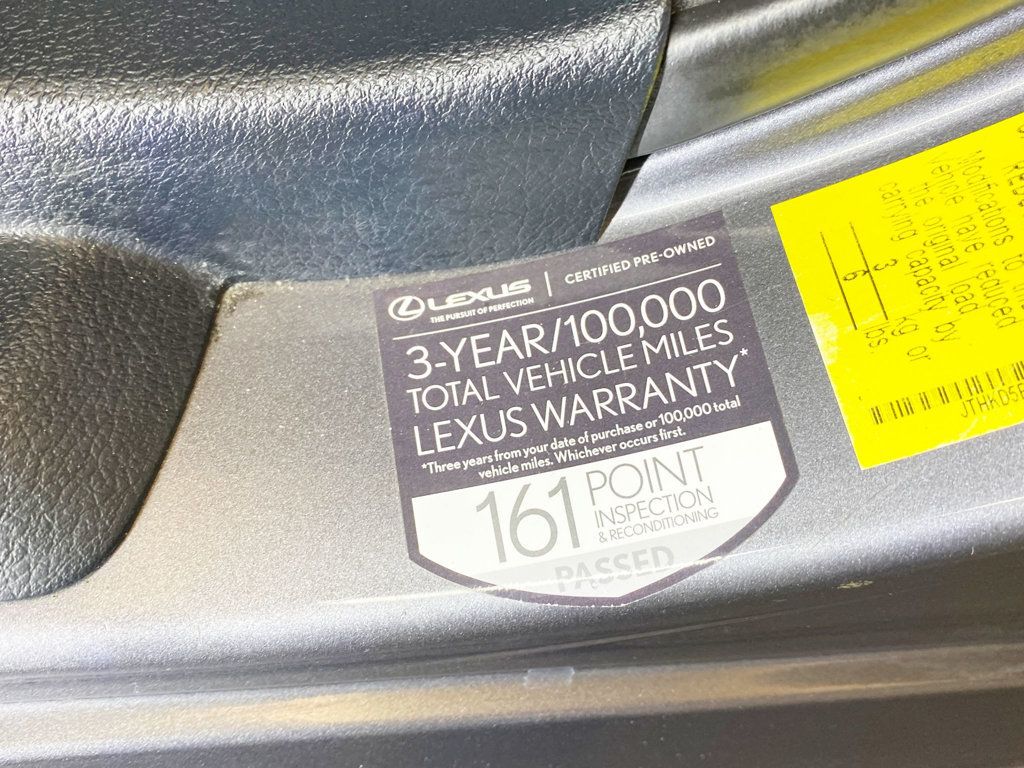 LEXUS
THE PURSUIT OF PERFECTION
CERTIFIED PRE-OWNED
3-YEAR/100,000
TOTAL VEHICLE MILES
LEXUS WARRANTY*
*Three years from your date of purchase or 100,000 total
vehicle miles. Whichever occurs first.
161 POINT
INSPECTION
& RECONDITIONING
PASSED
Modifications to
vehicle have reduced
the original load
carrying capacity by
3 kg or
6 lbs.